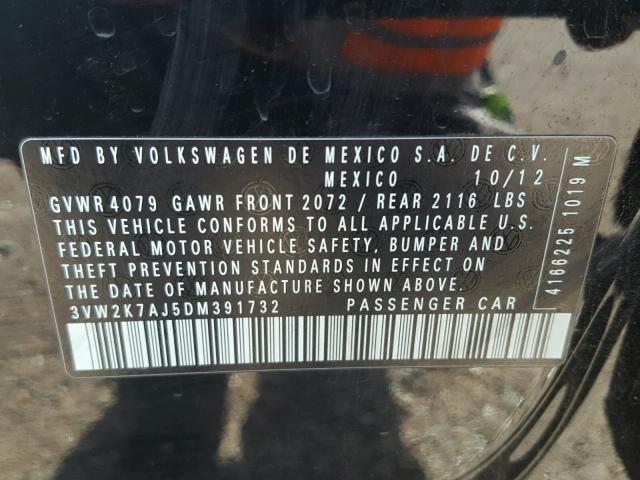 MFD BY VOLKSWAGEN DE MEXICO S.A. DE C.V.
MEXICO 10/12
GVWR 4079 GAWR FRONT 2072 / REAR 2116 LBS
THIS VEHICLE CONFORMS TO ALL APPLICABLE U.S.
FEDERAL MOTOR VEHICLE SAFETY, BUMPER AND
THEFT PREVENTION STANDARDS IN EFFECT ON
THE DATE OF MANUFACTURE SHOWN ABOVE.
3VW2K7AJ5DM391732 PASSENGER CAR
4166225 1019 M